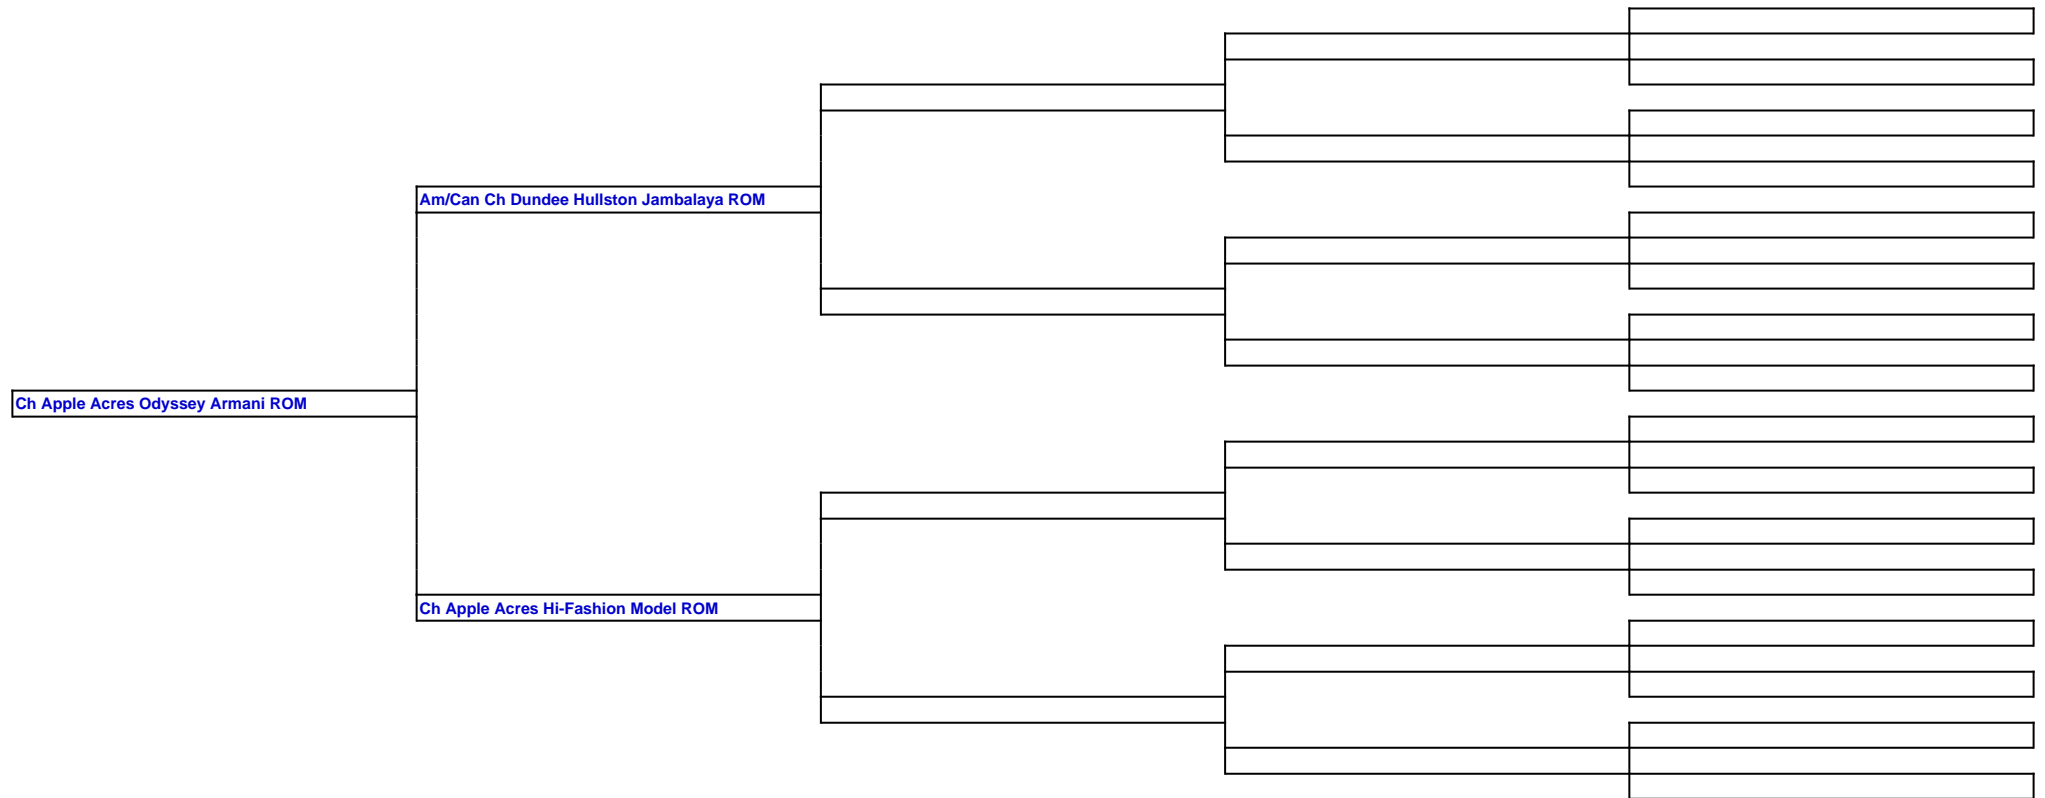 Am/Can Ch Dundee Hullston Jambalaya ROM
Ch Apple Acres Odyssey Armani ROM
Ch Apple Acres Hi-Fashion Model ROM